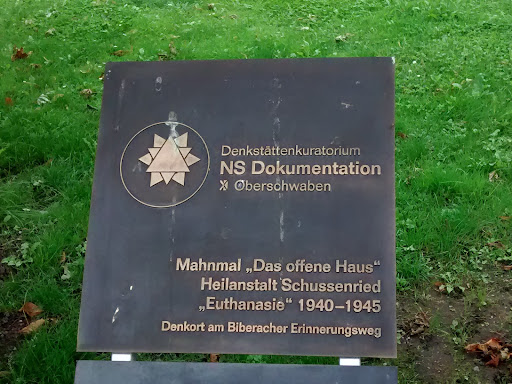 Denkstättenkuratorium
NS Dokumentation
Oberschwaben
Mahnmal „Das offene Haus“
Heilanstalt Schussenried
„Euthanasie“ 1940–1945
Denkort am Biberacher Erinnerungsweg